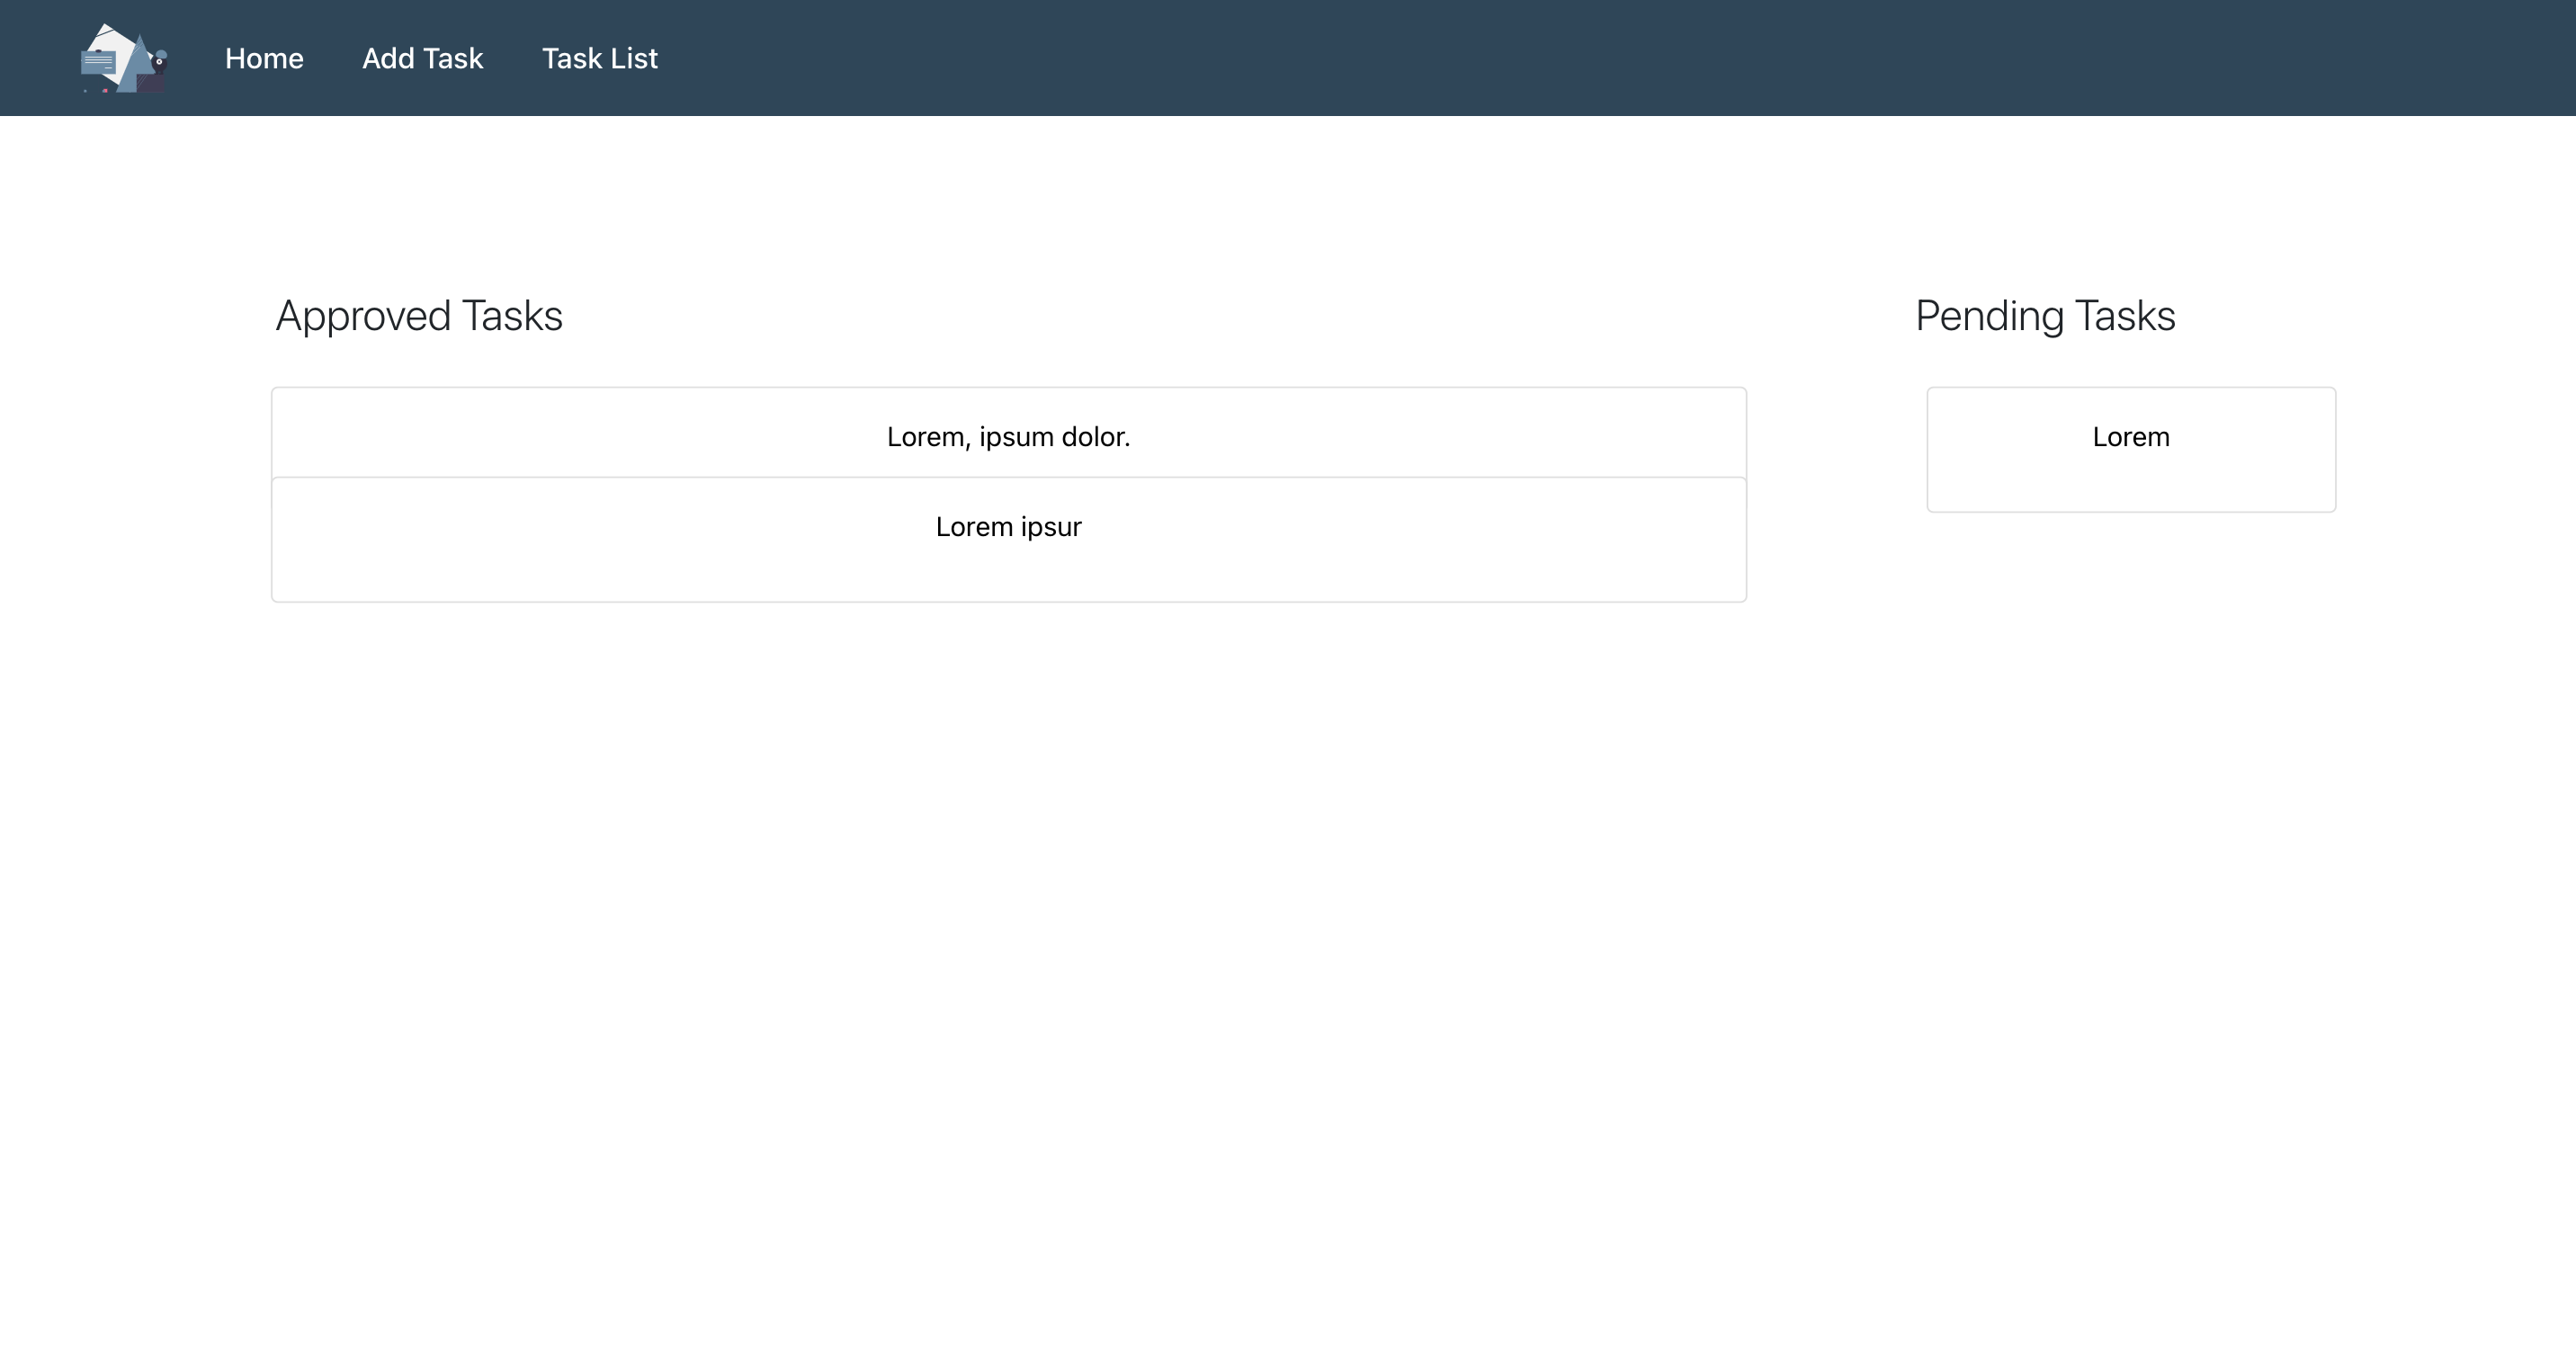 Home
Add Task
Task List
Approved Tasks
Pending Tasks
Lorem, ipsum dolor.
Lorem
Lorem ipsur